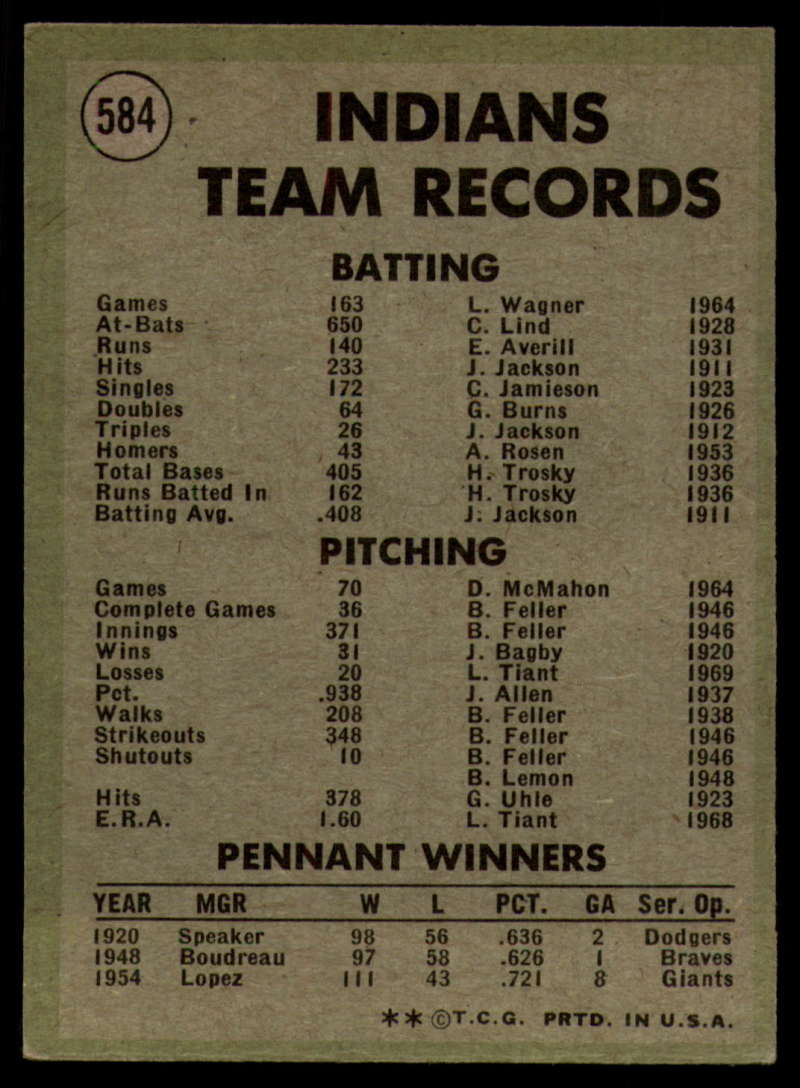 584
INDIANS
TEAM RECORDS
BATTING
Games 163 L. Wagner 1964
At-Bats 650 C. Lind 1928
Runs 140 E. Averill 1931
Hits 233 J. Jackson 1911
Singles 172 C. Jamieson 1923
Doubles 64 G. Burns 1926
Triples 26 J. Jackson 1912
Homers 43 A. Rosen 1953
Total Bases 405 H. Trosky 1936
Runs Batted In 162 H. Trosky 1936
Batting Avg. .408 J. Jackson 1911
PITCHING
Games 70 D. McMahon 1964
Complete Games 36 B. Feller 1946
Innings 371 B. Feller 1946
Wins 31 J. Bagby 1920
Losses 20 L. Tiant 1969
Pct. .938 J. Allen 1937
Walks 208 B. Feller 1938
Strikeouts 348 B. Feller 1946
Shutouts 10 B. Feller 1946
B. Lemon 1948
Hits 378 G. Uhle 1923
E.R.A. 1.60 L. Tiant 1968
PENNANT WINNERS
YEAR MGR W L PCT. GA Ser. Op.
1920 Speaker 98 56 .636 2 Dodgers
1948 Boudreau 97 58 .626 1 Braves
1954 Lopez 111 43 .721 8 Giants
**©T.C.G. PRTD. IN U.S.A.